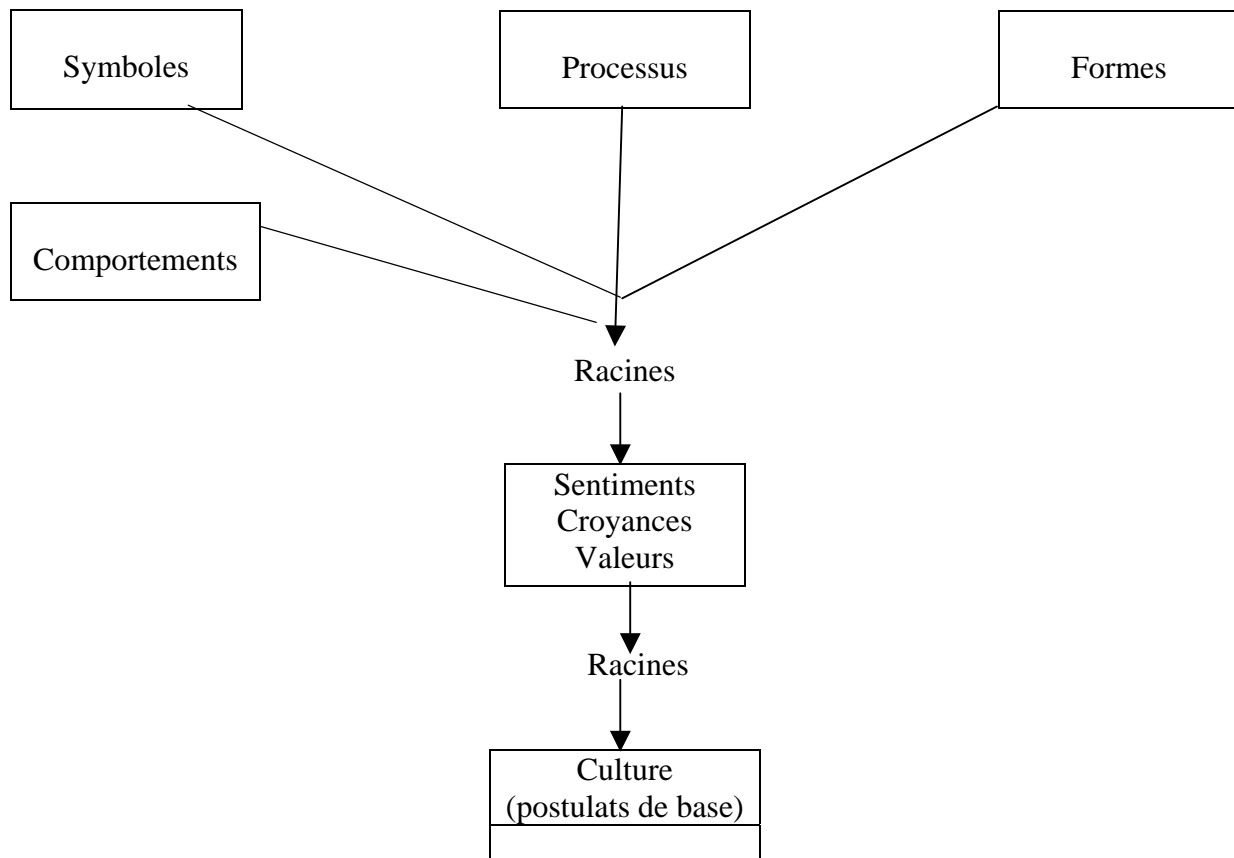 Symboles
Processus
Formes
Comportements
Racines
Sentiments
Croyances
Valeurs
Racines
Culture
(postulats de base)